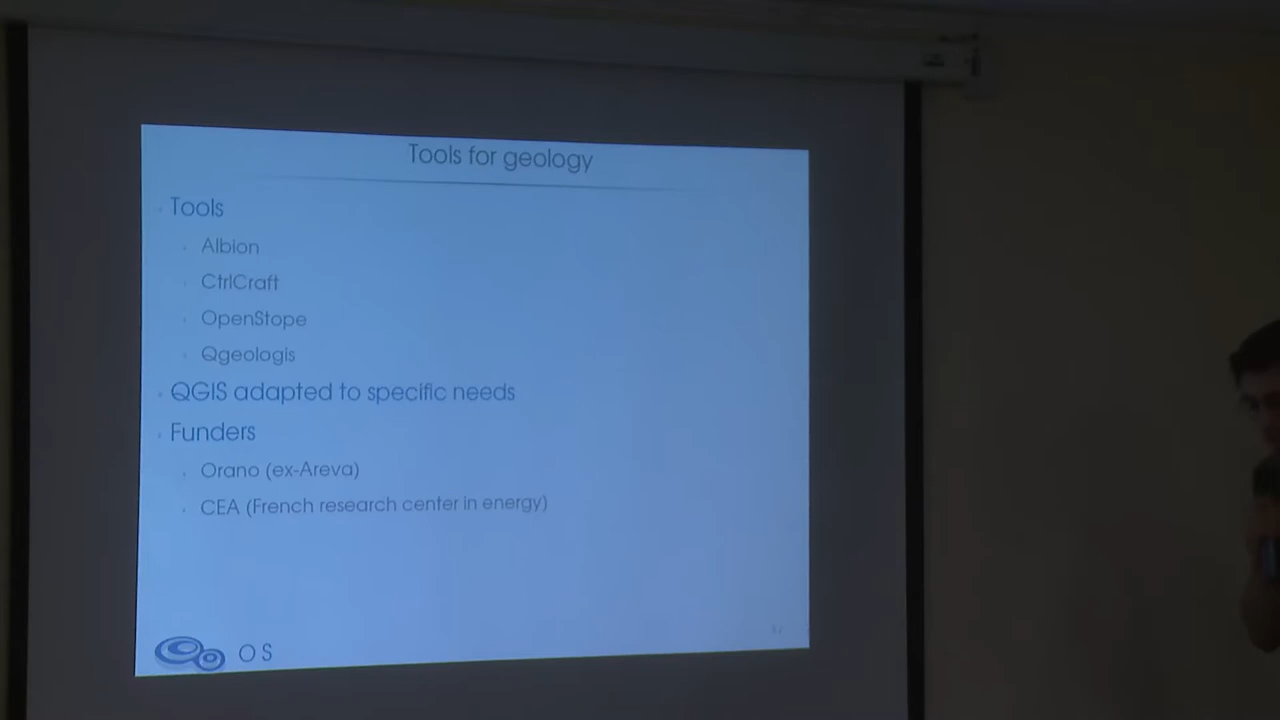 Tools for geology
Tools
Albion
CtrlCraft
OpenStope
Qgeologis
QGIS adapted to specific needs
Funders
Orano (ex-Areva)
CEA (French research center in energy)
OS